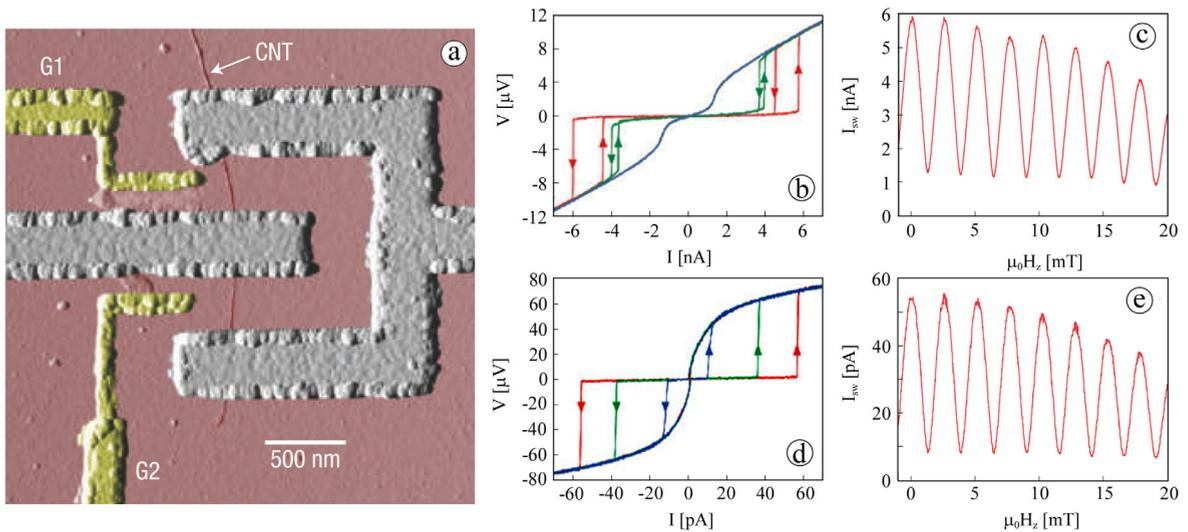 G1
CNT
a
500 nm
G2
12
8
4
0
-4
-8
-12
V [µV]
-6 -4 -2 0 2 4 6
I [nA]
b
6
5
4
3
2
1
0
I_sw [nA]
0 5 10 15 20
µ₀H_z [mT]
c
80
60
40
20
0
-20
-40
-60
-80
V [µV]
-60 -40 -20 0 20 40 60
I [pA]
d
60
40
20
0
I_sw [pA]
0 5 10 15 20
µ₀H_z [mT]
e